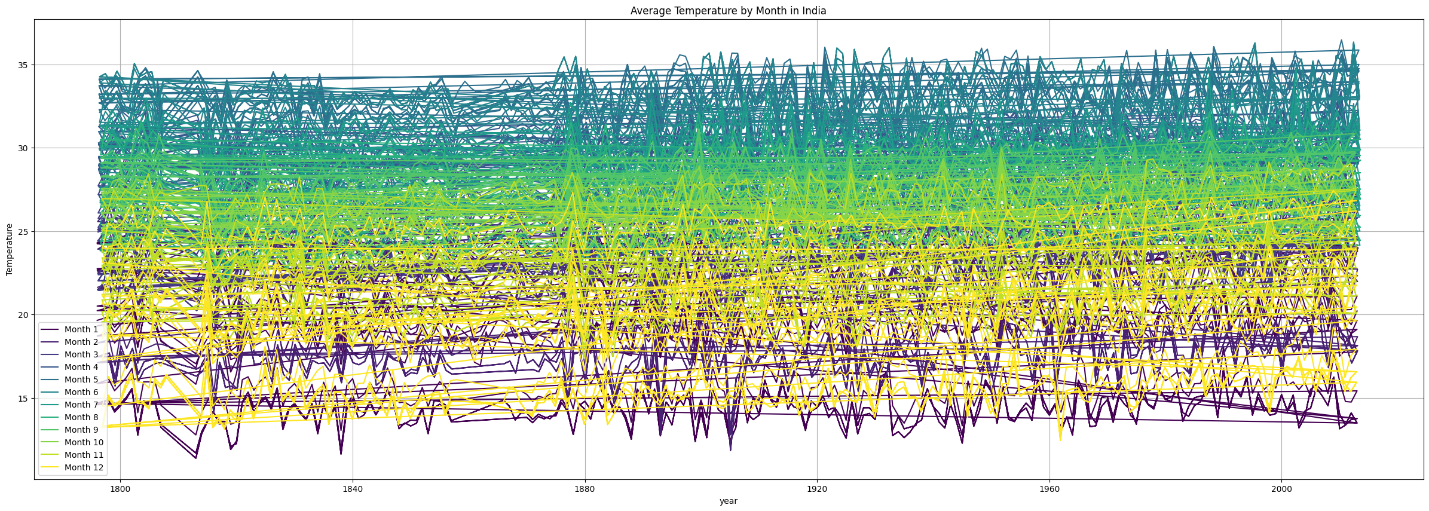 Average Temperature by Month in India
Temperature
35
30
25
20
15
Month 1
Month 2
Month 3
Month 4
Month 5
Month 6
Month 7
Month 8
Month 9
Month 10
Month 11
Month 12
1800 1840 1880 1920 1960 2000
year